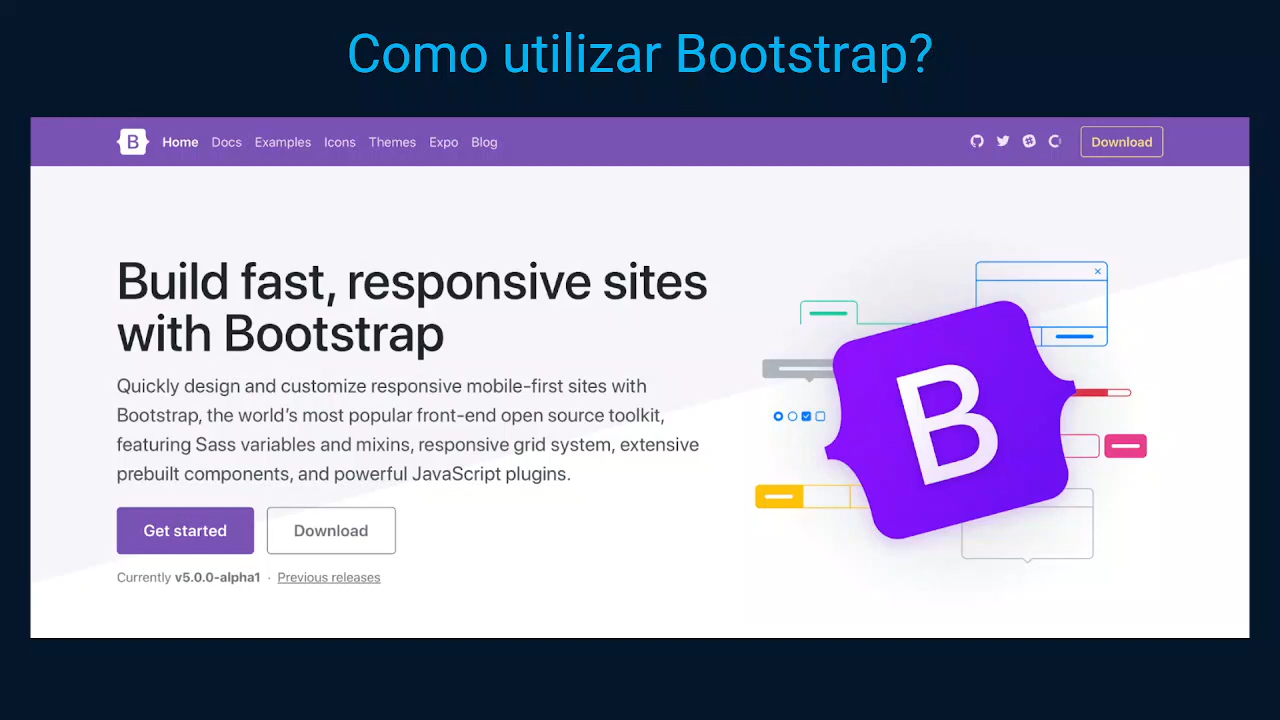 Como utilizar Bootstrap?
B Home Docs Examples Icons Themes Expo Blog Download
Build fast, responsive sites
with Bootstrap
Quickly design and customize responsive mobile-first sites with
Bootstrap, the world’s most popular front-end open source toolkit,
featuring Sass variables and mixins, responsive grid system, extensive
prebuilt components, and powerful JavaScript plugins.
Get started Download
Currently v5.0.0-alpha1 · Previous releases
B